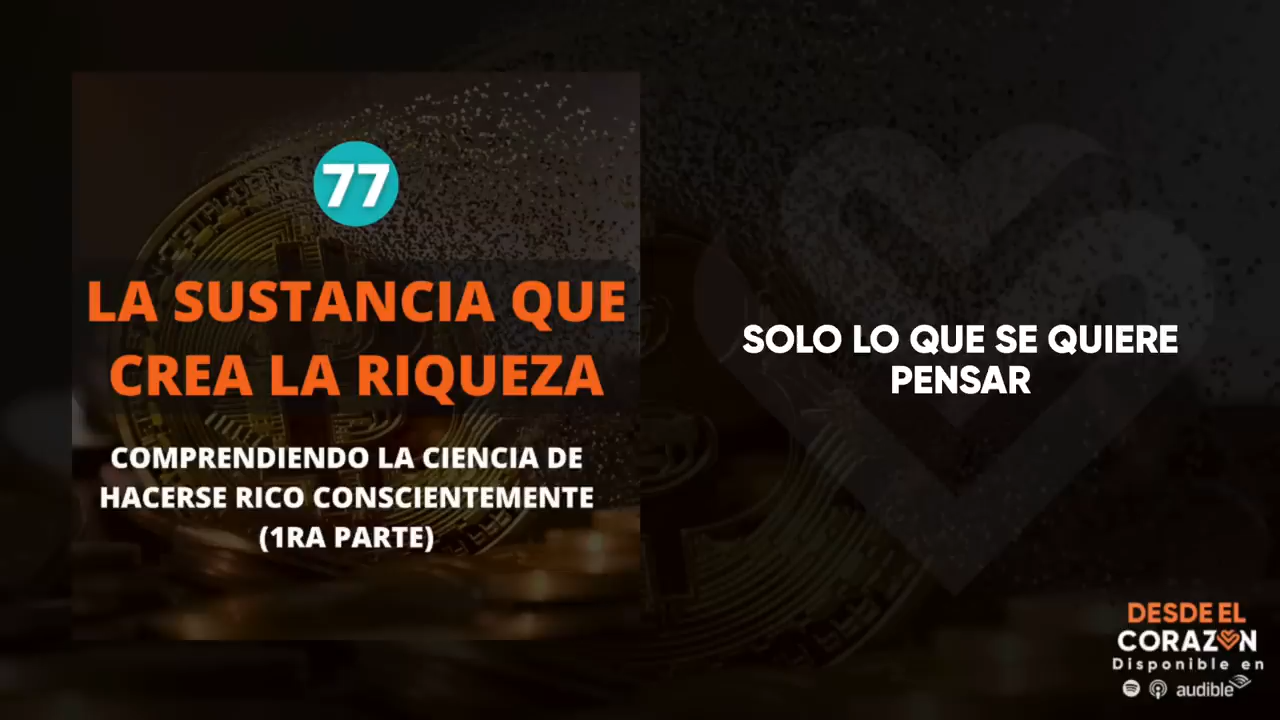 77
LA SUSTANCIA QUE
CREA LA RIQUEZA
COMPRENDIENDO LA CIENCIA DE
HACERSE RICO CONSCIENTEMENTE
(1RA PARTE)
SOLO LO QUE SE QUIERE
PENSAR
DESDE EL
CORAZON
Disponible en
audible